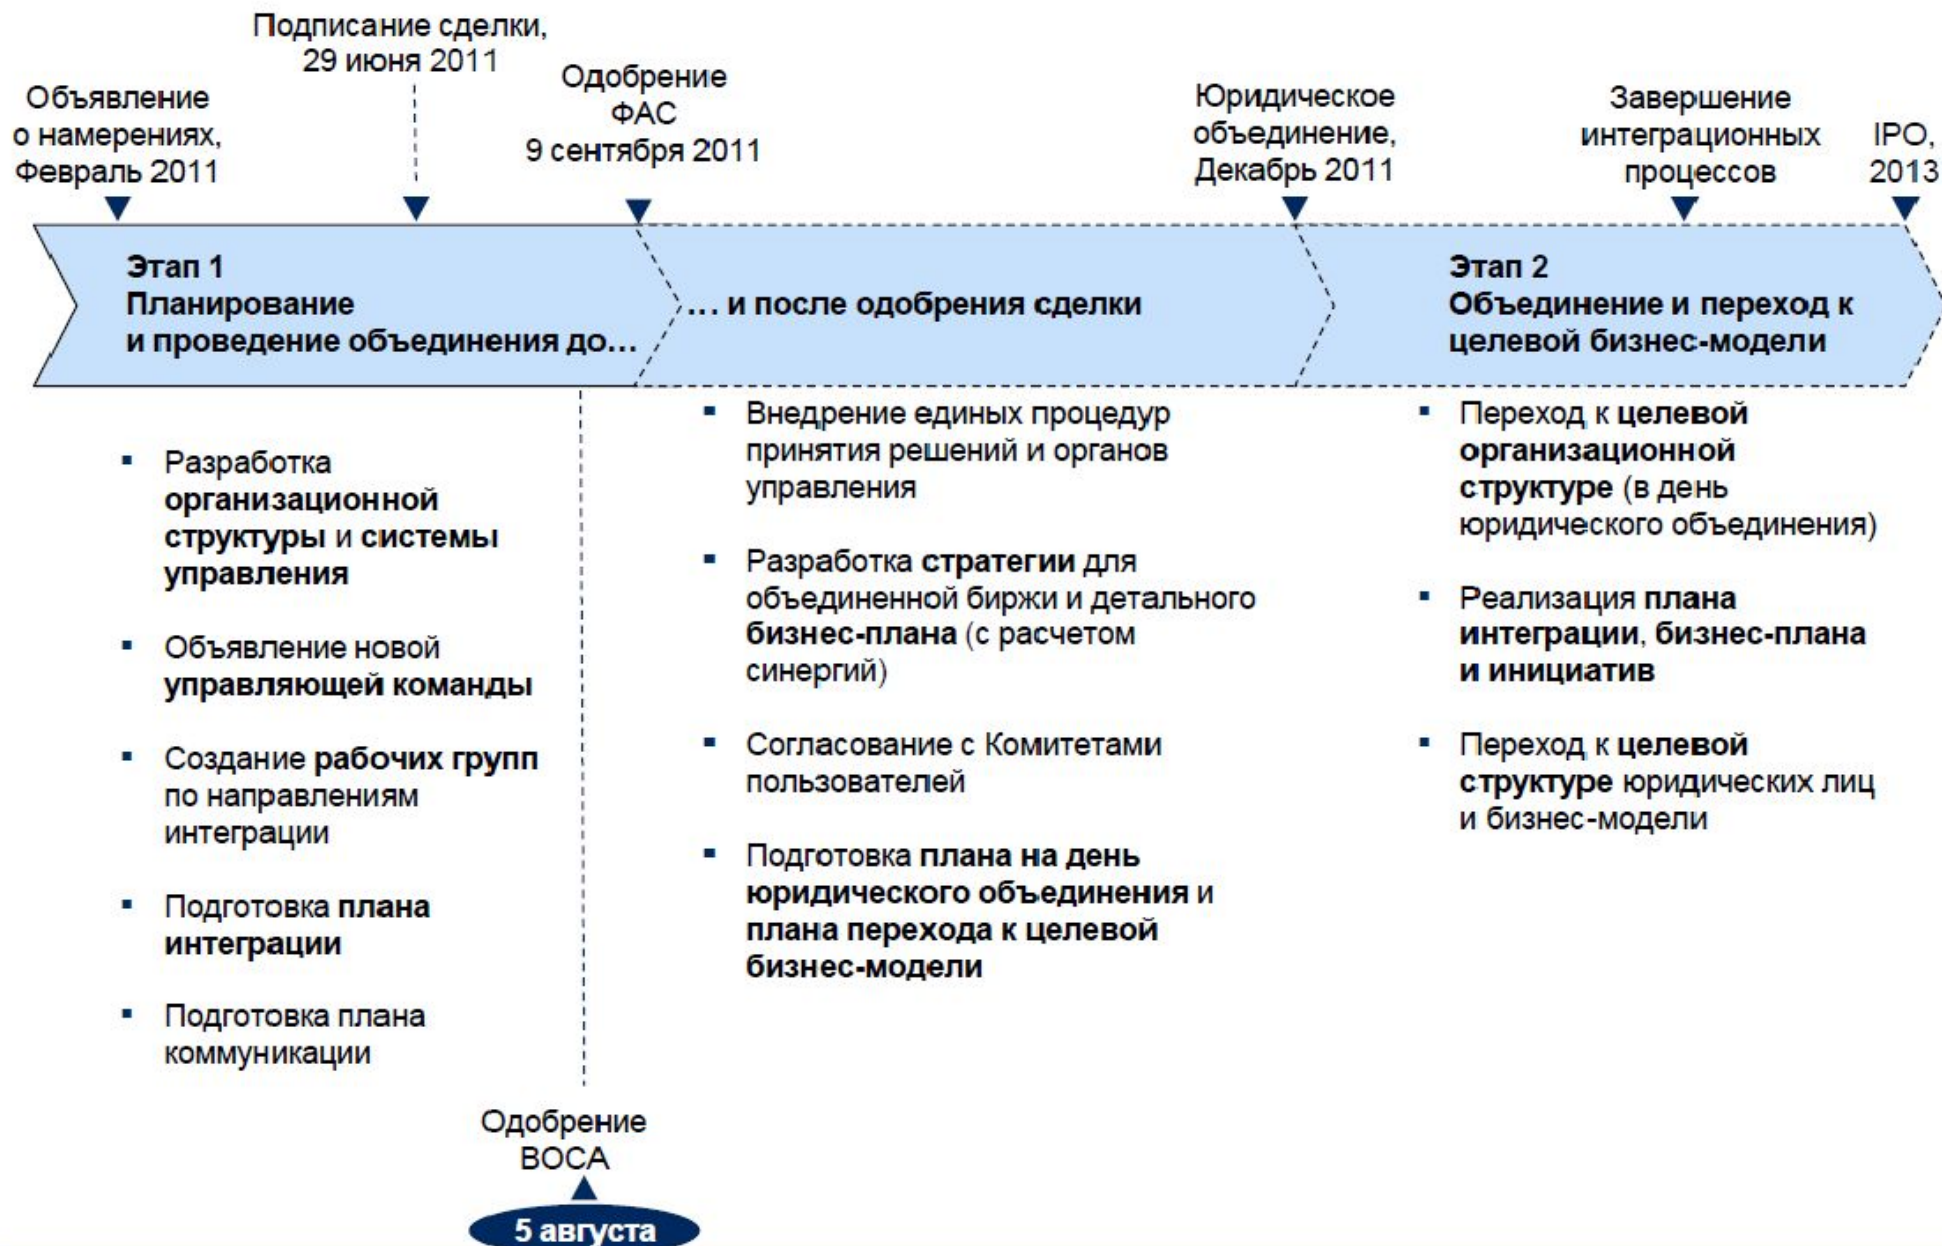 Подписание сделки,
29 июня 2011
Объявление
о намерениях,
Февраль 2011
Одобрение
ФАС
9 сентября 2011
Юридическое
объединение,
Декабрь 2011
Завершение
интеграционных
процессов
IPO,
2013
Этап 1
Планирование
и проведение объединения до...
... и после одобрения сделки
Этап 2
Объединение и переход к
целевой бизнес-модели
▪ Разработка
организационной
структуры и системы
управления
▪ Объявление новой
управляющей команды
▪ Создание рабочих групп
по направлениям
интеграции
▪ Подготовка плана
интеграции
▪ Подготовка плана
коммуникации
▪ Внедрение единых процедур
принятия решений и органов
управления
▪ Разработка стратегии для
объединенной биржи и детального
бизнес-плана (с расчетом
синергий)
▪ Согласование с Комитетами
пользователей
▪ Подготовка плана на день
юридического объединения и
плана перехода к целевой
бизнес-модели
▪ Переход к целевой
организационной
структуре (в день
юридического объединения)
▪ Реализация плана
интеграции, бизнес-плана
и инициатив
▪ Переход к целевой
структуре юридических лиц
и бизнес-модели
Одобрение
ВОСА
5 августа